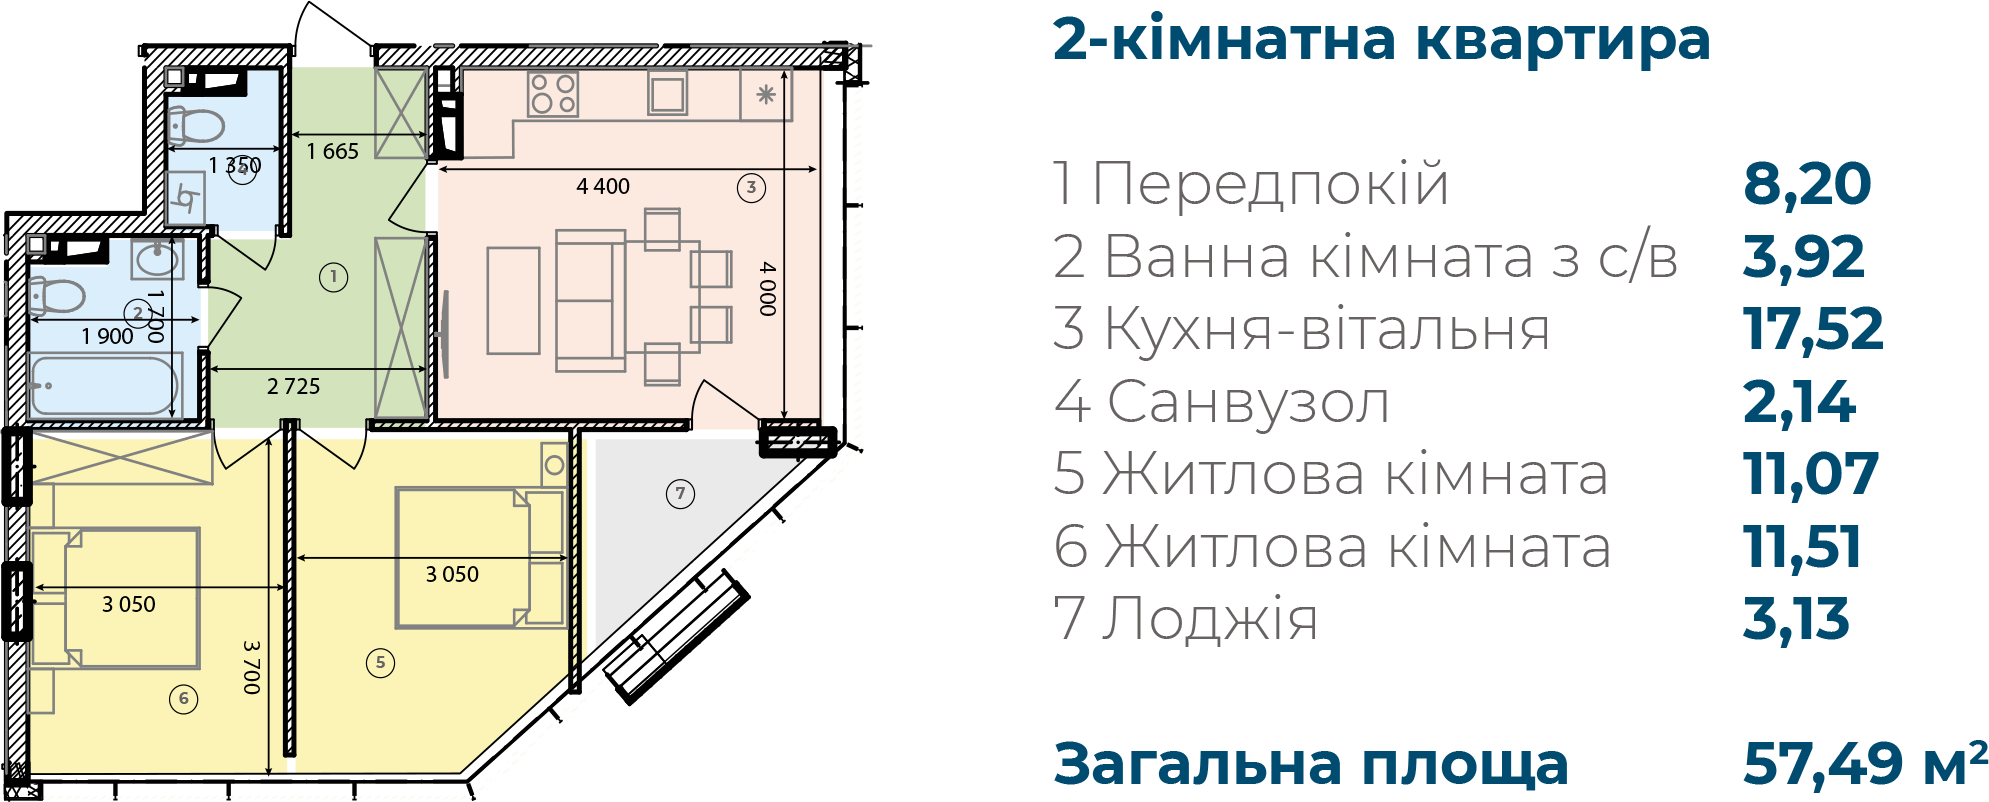 2-кімнатна квартира
1 Передпокій 8,20
2 Ванна кімната з с/в 3,92
3 Кухня-вітальня 17,52
4 Санвузол 2,14
5 Житлова кімната 11,07
6 Житлова кімната 11,51
7 Лоджія 3,13
Загальна площа 57,49 м²
1 350
4
1 665
4 400
3
4 000
1
2
1 900
1 700
2 725
7
3 050
3 050
3 700
5
6